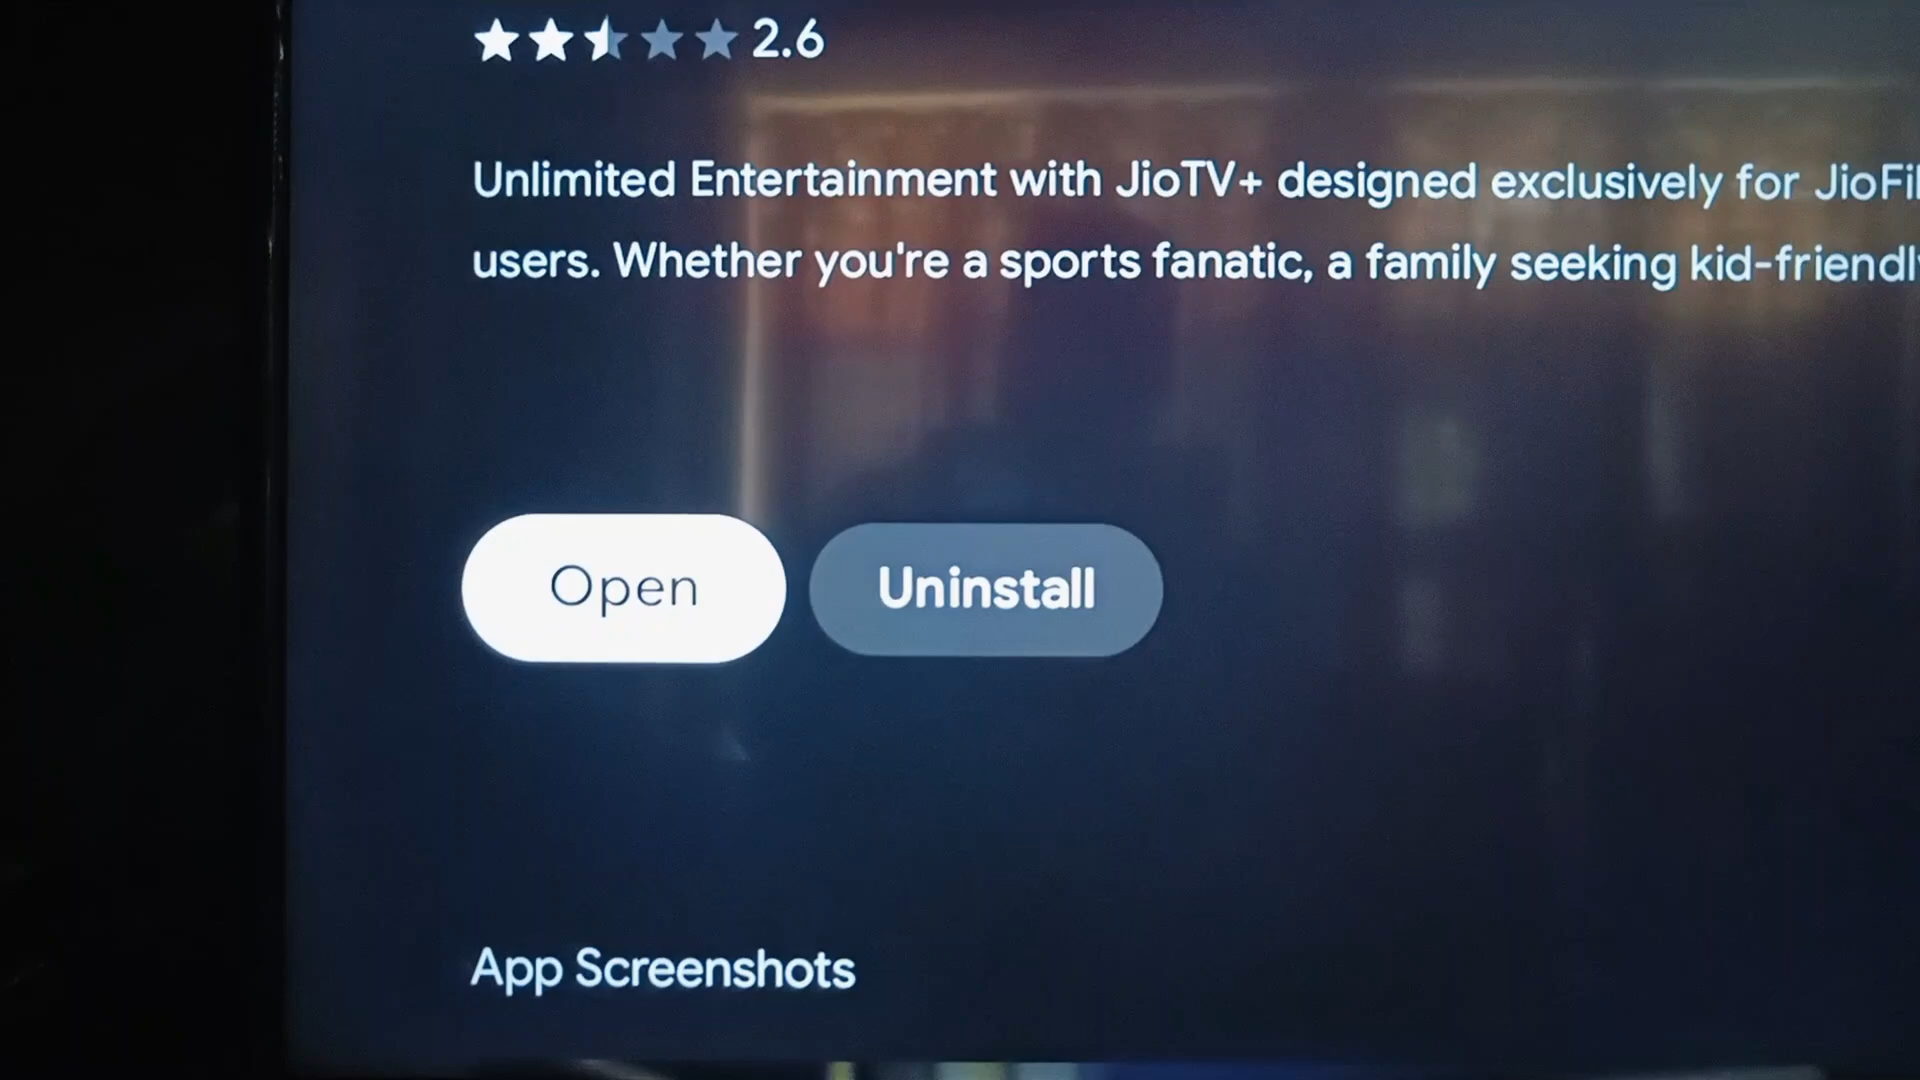 2.6
Unlimited Entertainment with JioTV+ designed exclusively for
users. Whether you're a sports fanatic, a family seeking
Open
Uninstall
App Screenshots